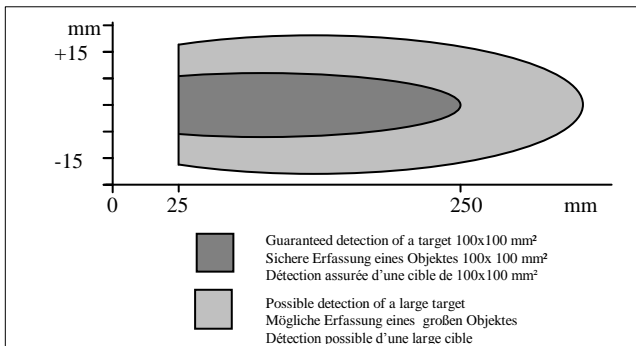 mm
+15
-15
0 25 250 mm
Guaranteed detection of a target 100x100 mm²
Sichere Erfassung eines Objektes 100x 100 mm²
Détection assurée d'une cible de 100x100 mm²
Possible detection of a large target
Mögliche Erfassung eines großen Objektes
Détection possible d'une large cible